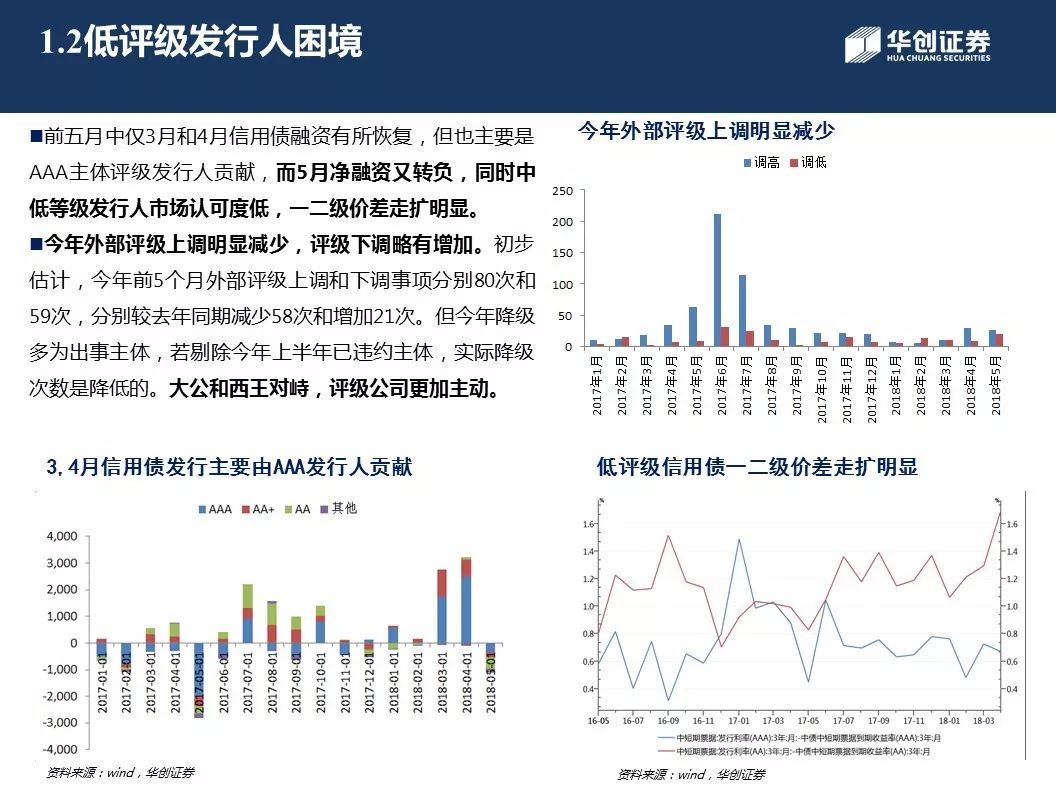 1.2低评级发行人困境
华创证券
HUA CHUANG SECURITIES
■前五月中仅3月和4月信用债融资有所恢复，但也主要是
AAA主体评级发行人贡献，而5月净融资又转负，同时中
低等级发行人市场认可度低，一二级价差走扩明显。
■今年外部评级上调明显减少，评级下调略有增加。初步
估计，今年前5个月外部评级上调和下调事项分别80次和
59次，分别较去年同期减少58次和增加21次。但今年降级
多为出事主体，若剔除今年上半年已违约主体，实际降级
次数是降低的。大公和西王对峙，评级公司更加主动。
今年外部评级上调明显减少
调高 调低
250
200
150
100
50
0
2017年1月 2017年2月 2017年3月 2017年4月 2017年5月 2017年6月 2017年7月 2017年8月 2017年9月 2017年10月 2017年11月 2017年12月 2018年1月 2018年2月 2018年3月 2018年4月 2018年5月
3,4月信用债发行主要由AAA发行人贡献
AAA AA+ AA 其他
4,000
3,000
2,000
1,000
0
-1,000
-2,000
-3,000
-4,000
2017-01-01 2017-02-01 2017-03-01 2017-04-01 2017-05-01 2017-06-01 2017-07-01 2017-08-01 2017-09-01 2017-10-01 2017-11-01 2017-12-01 2018-01-01 2018-02-01 2018-03-01 2018-04-01 2018-05-01
资料来源：wind，华创证券
低评级信用债一二级价差走扩明显
% %
1.6 1.6
1.4 1.4
1.2 1.2
1.0 1.0
0.8 0.8
0.6 0.6
0.4 0.4
16-05 16-07 16-09 16-11 17-01 17-03 17-05 17-07 17-09 17-11 18-01 18-03
中短期票据:发行利率(AAA):3年:月:-中债中短期票据到期收益率(AAA):3年:月
中短期票据:发行利率(AA):3年:月:-中债中短期票据到期收益率(AA):3年:月
资料来源：wind，华创证券